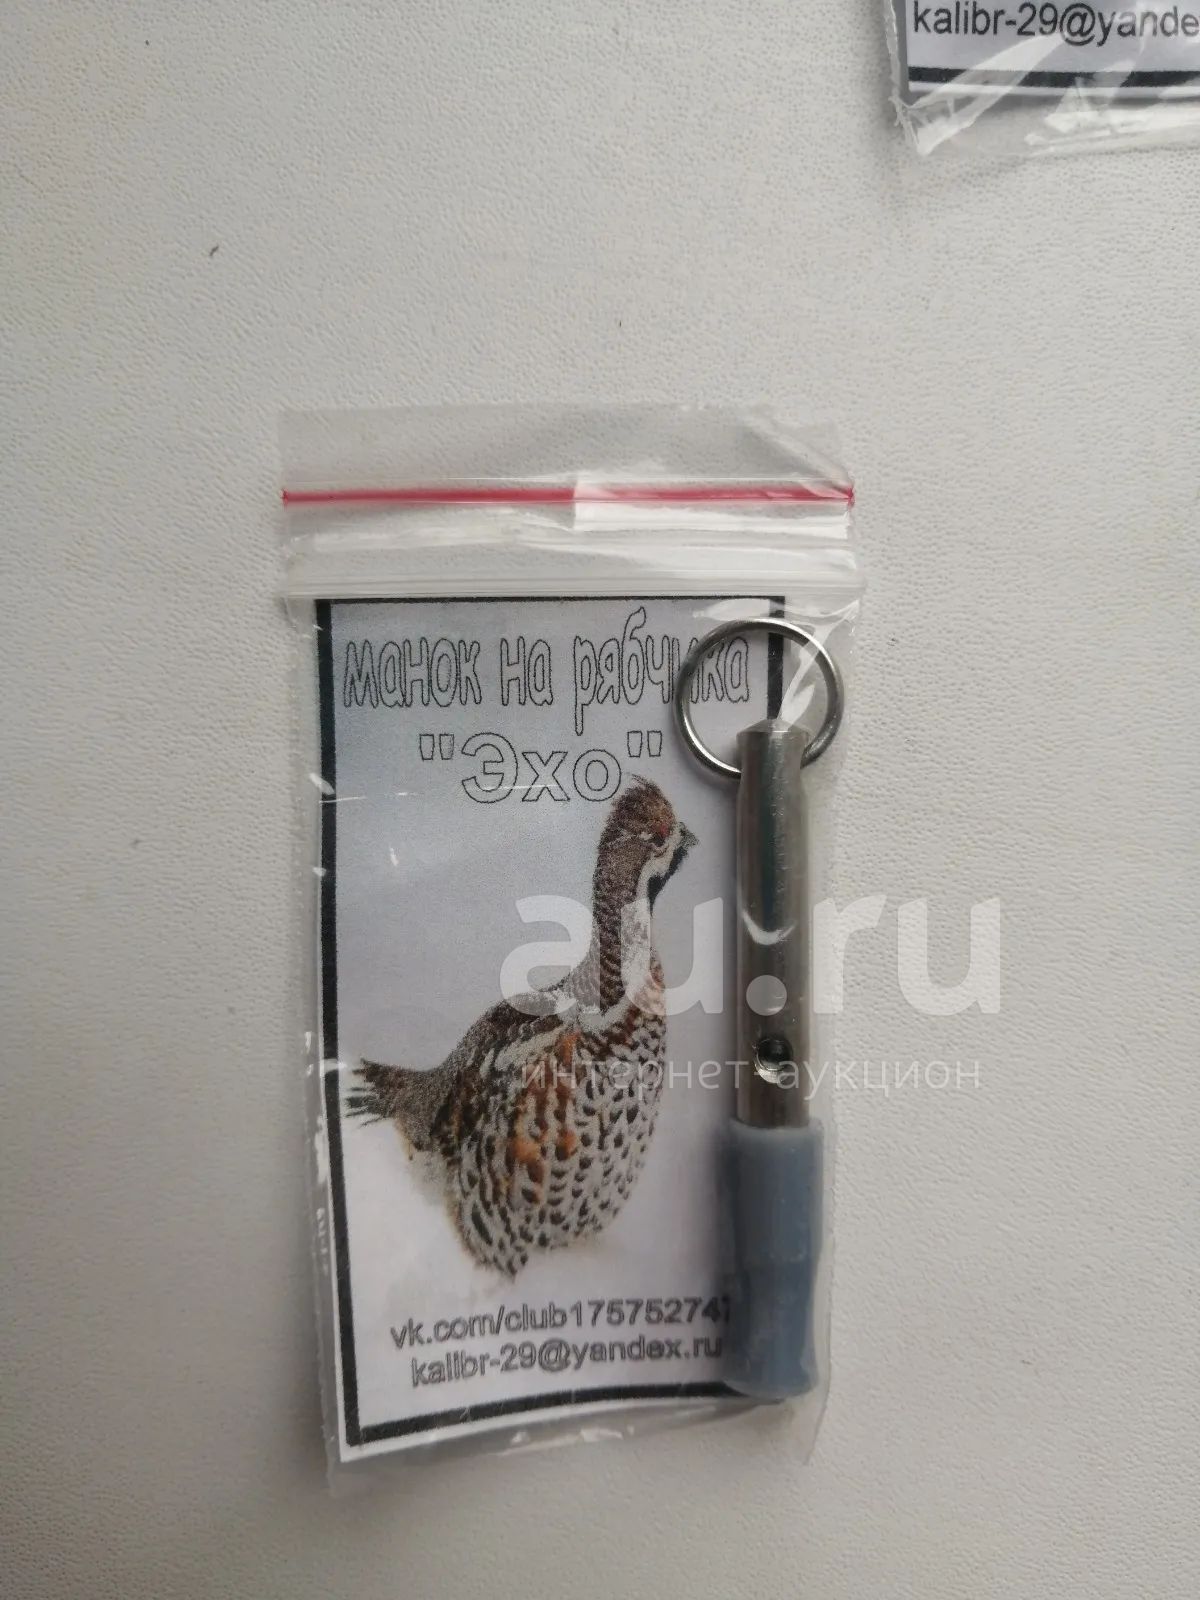 kalibr-29@yande
манок на рябчика
"Эхо"
au.ru
интернет-аукцион
vk.com/club175752747
kalibr-29@yandex.ru